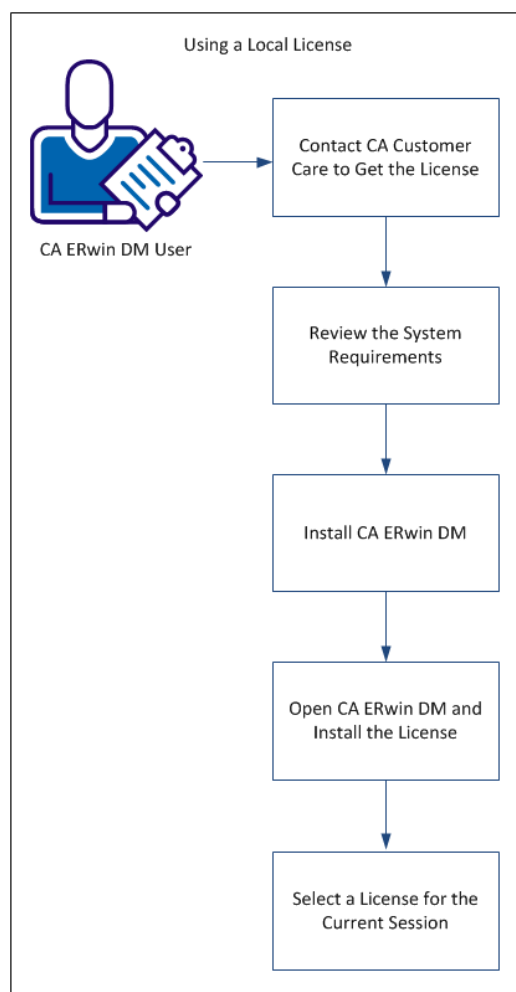 Using a Local License
CA ERwin DM User
Contact CA Customer
Care to Get the License
Review the System
Requirements
Install CA ERwin DM
Open CA ERwin DM and
Install the License
Select a License for the
Current Session